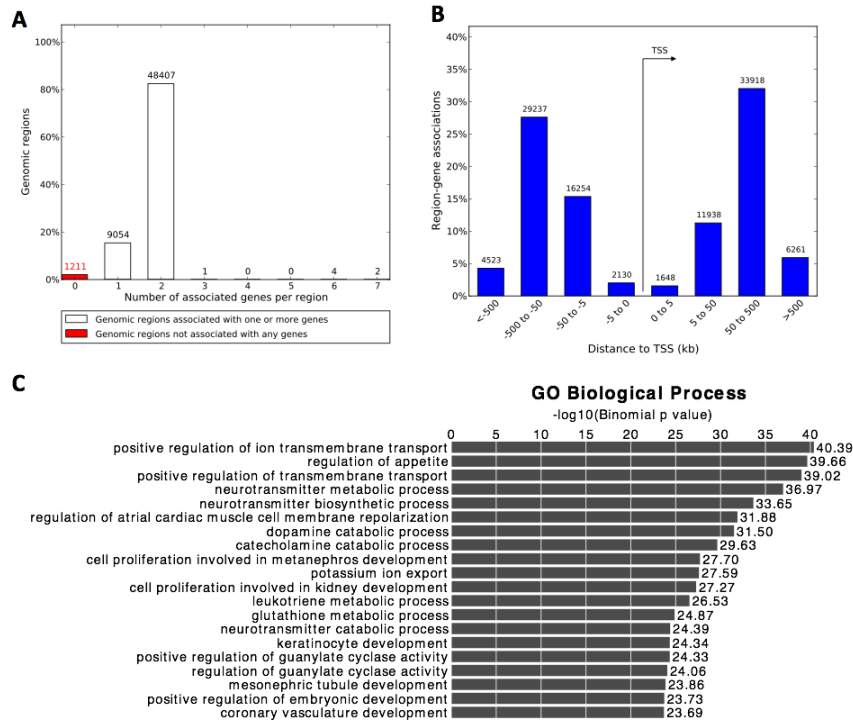 A
100%
80%
60%
40%
20%
0%
Genomic regions
1211
9054
48407
1
0
0
4
2
0
1
2
3
4
5
6
7
Number of associated genes per region
Genomic regions associated with one or more genes
Genomic regions not associated with any genes
B
40%
35%
30%
25%
20%
15%
10%
5%
0%
Region-gene associations
TSS
4523
29237
16254
2130
1648
11938
33918
6261
<-500
-500 to -50
-50 to -5
-5 to 0
0 to 5
5 to 50
50 to 500
>500
Distance to TSS (kb)
C
GO Biological Process
-log10(Binomial p value)
0 5 10 15 20 25 30 35 40
positive regulation of ion transmembrane transport 40.39
regulation of appetite 39.66
positive regulation of transmembrane transport 39.02
neurotransmitter metabolic process 36.97
neurotransmitter biosynthetic process 33.65
regulation of atrial cardiac muscle cell membrane repolarization 31.88
dopamine catabolic process 31.50
catecholamine catabolic process 29.63
cell proliferation involved in metanephros development 27.70
potassium ion export 27.59
cell proliferation involved in kidney development 27.27
leukotriene metabolic process 26.53
glutathione metabolic process 24.87
neurotransmitter catabolic process 24.39
keratinocyte development 24.34
positive regulation of guanylate cyclase activity 24.33
regulation of guanylate cyclase activity 24.06
mesonephric tubule development 23.86
positive regulation of embryonic development 23.73
coronary vasculature development 23.69